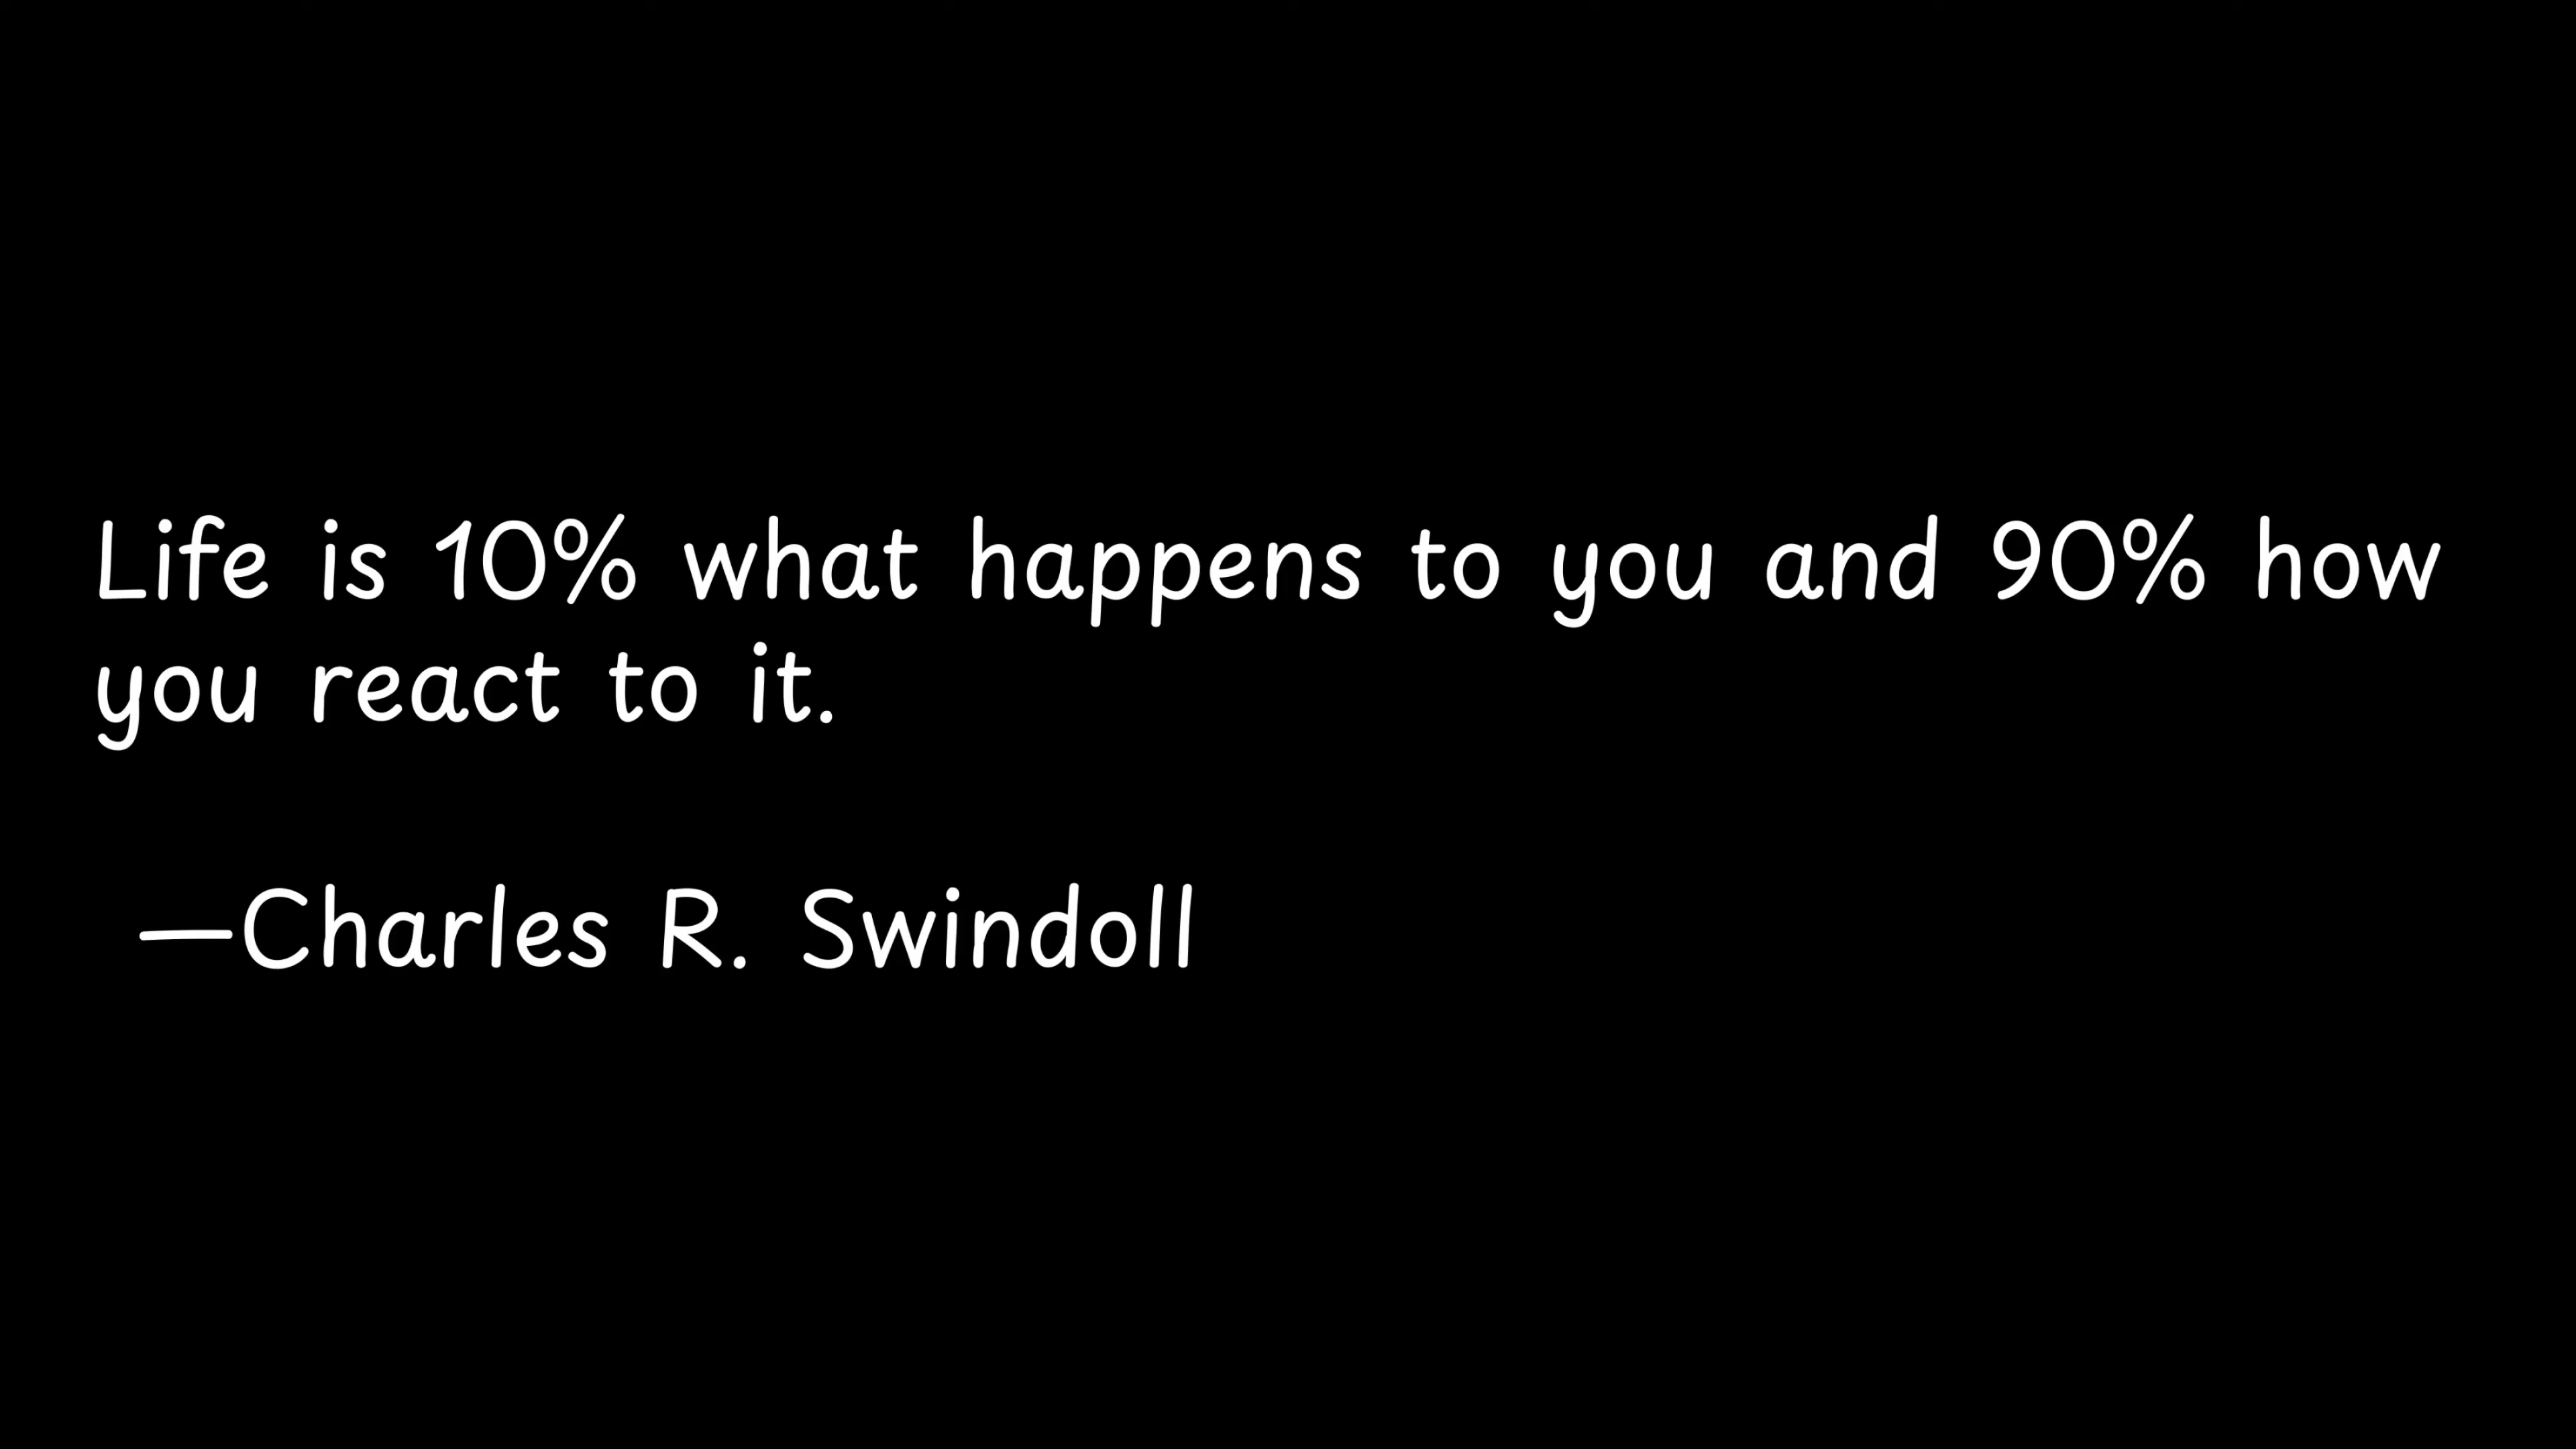 Life is 10% what happens to you and 90% how
you react to it.
—Charles R. Swindoll